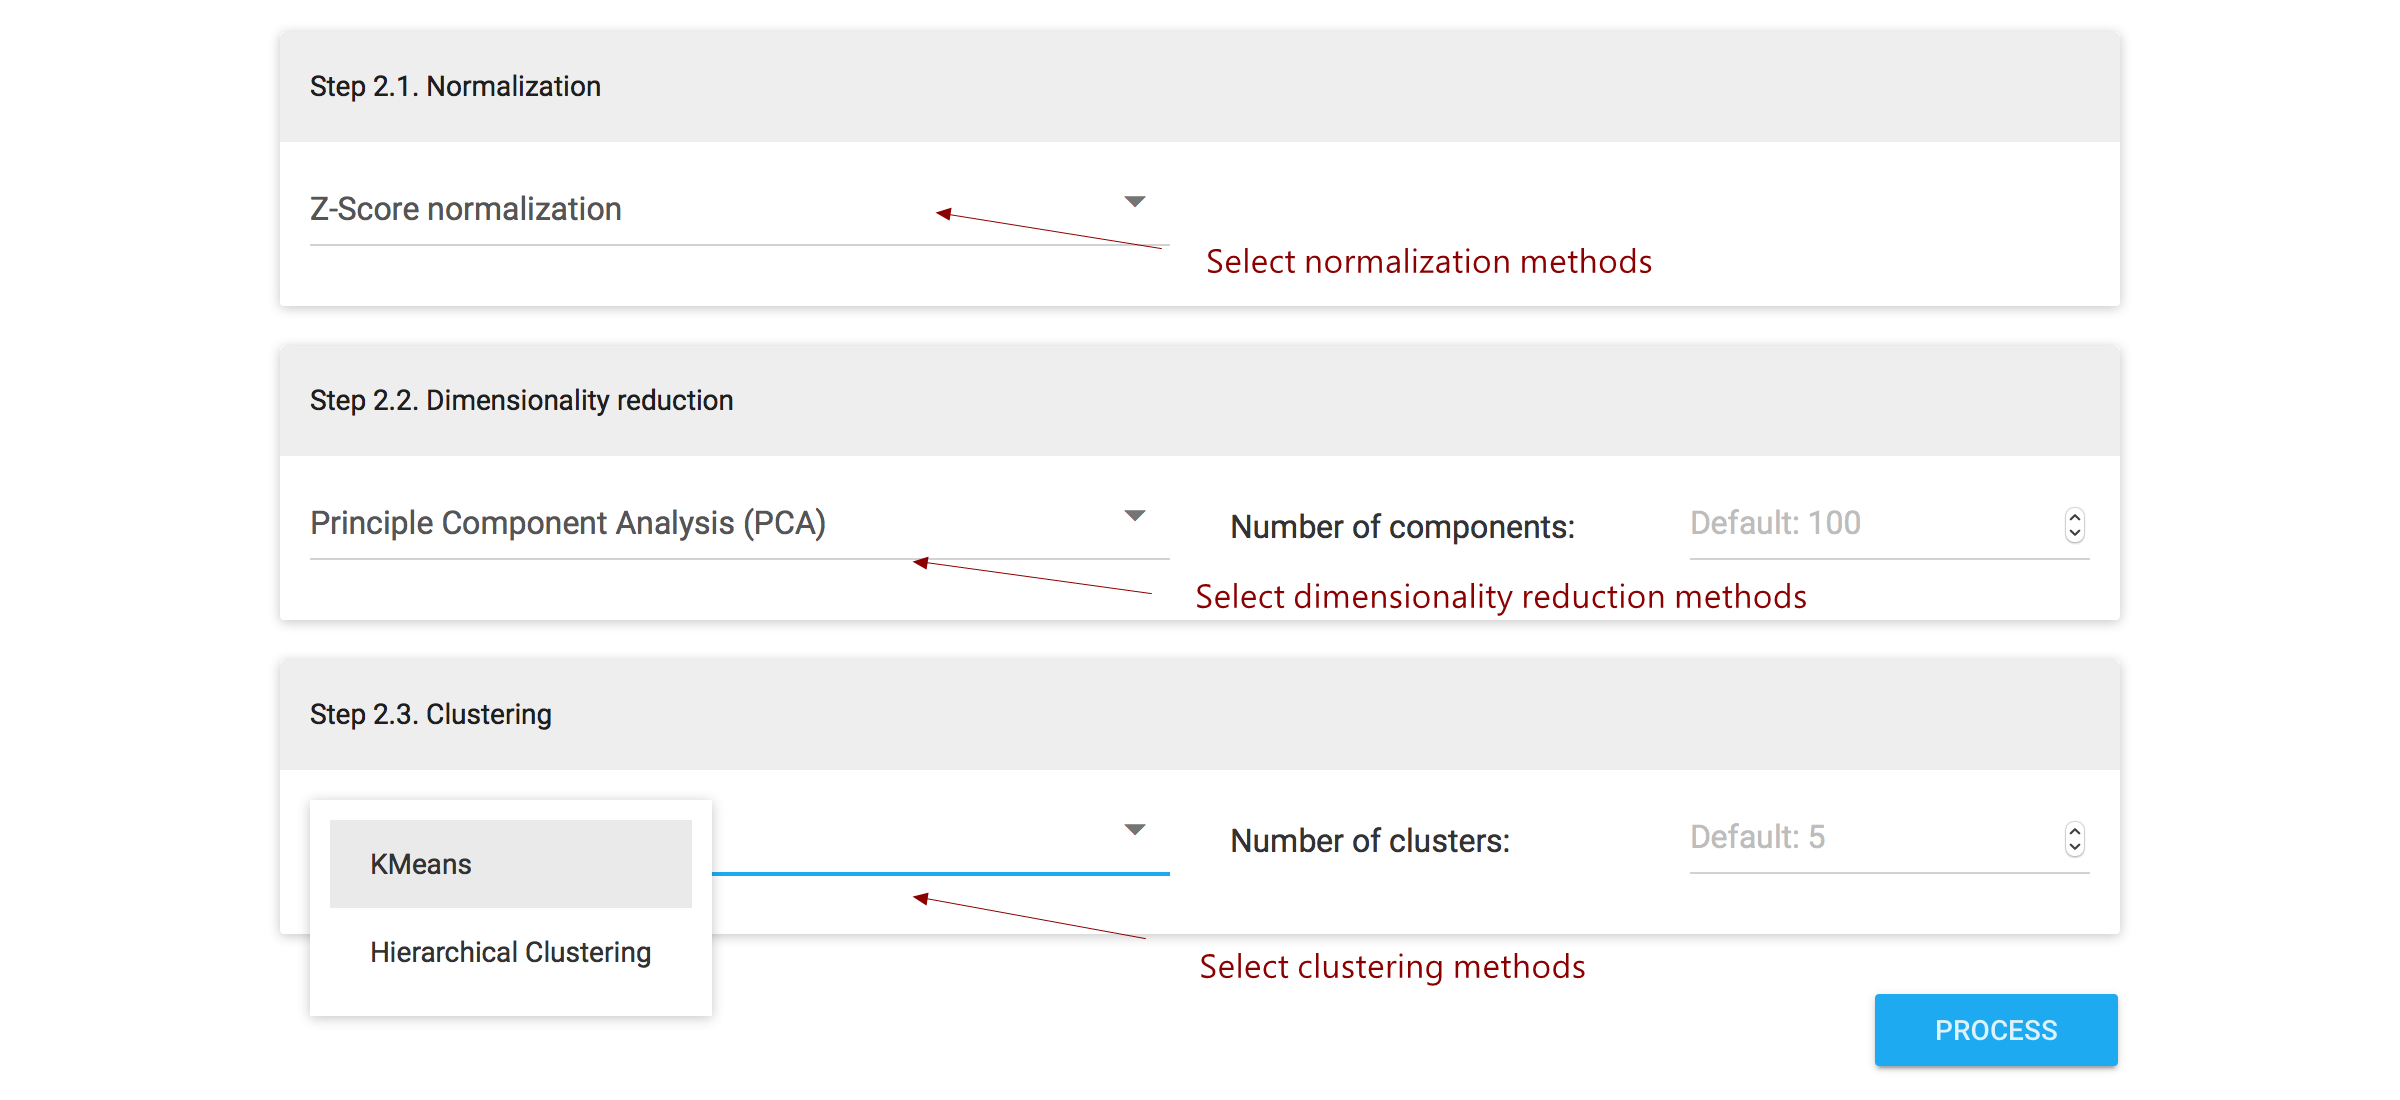 Step 2.1. Normalization
Z-Score normalization
Select normalization methods
Step 2.2. Dimensionality reduction
Principle Component Analysis (PCA)
Number of components:
Default: 100
Select dimensionality reduction methods
Step 2.3. Clustering
KMeans
Hierarchical Clustering
Number of clusters:
Default: 5
Select clustering methods
PROCESS